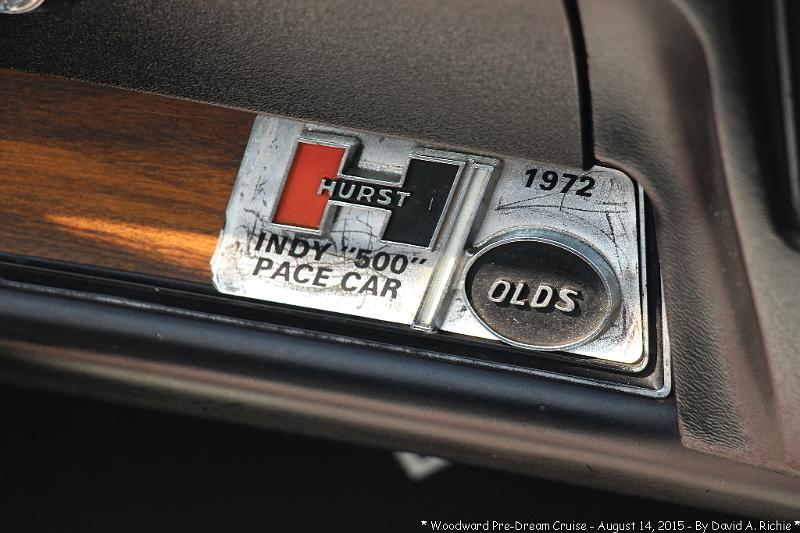 HURST
INDY "500"
PACE CAR
1972
OLDS
* Woodward Pre-Dream Cruise - August 14, 2015 - By David A. Richie *